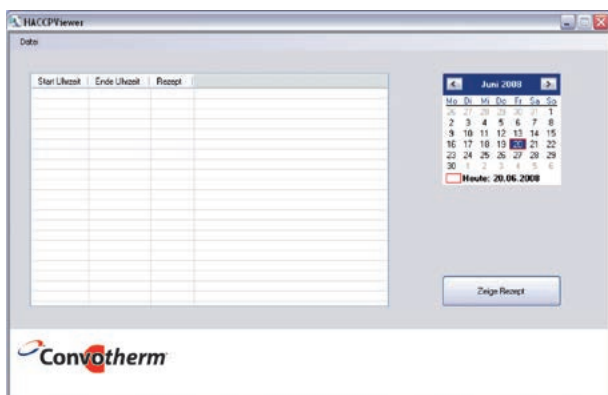 HACCPViewer
Datei
Start Uhrzeit Ende Uhrzeit Rezept
Juni 2008
Mo Di Mi Do Fr Sa So
26 27 28 29 30 31 1
2 3 4 5 6 7 8
9 10 11 12 13 14 15
16 17 18 19 20 21 22
23 24 25 26 27 28 29
30 1 2 3 4 5 6
Heute: 20.06.2008
Zeige Rezept
Convotherm